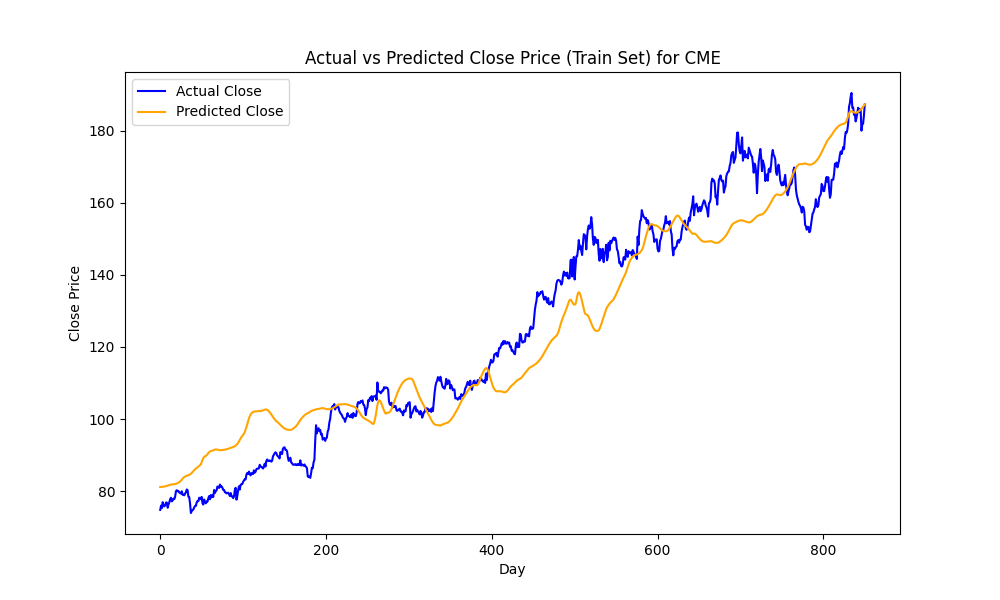 Actual vs Predicted Close Price (Train Set) for CME
Actual Close
Predicted Close
Close Price
180
160
140
120
100
80
0 200 400 600 800
Day